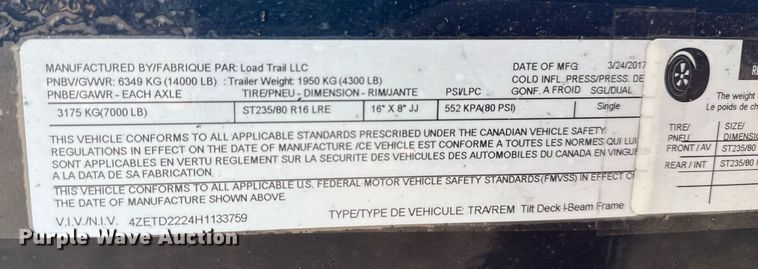 MANUFACTURED BY/FABRIQUE PAR: Load Trail LLC
DATE OF MFG 3/24/2017
PNBV/GVWR: 6349 KG (14000 LB) : Trailer Weight: 1950 KG (4300 LB)
COLD INFL. PRESS/PRESS. DE
PNBE/GAWR - EACH AXLE TIRE/PNEU - DIMENSION - RIM/JANTE PSI/LPC GONF. A FROID SGL/DUAL
3175 KG(7000 LB) ST235/80 R16 LRE 16" X 8" JJ 552 KPA(80 PSI) Single
THIS VEHICLE CONFORMS TO ALL APPLICABLE STANDARDS PRESCRIBED UNDER THE CANADIAN VEHICLE SAFETY
REGULATIONS IN EFFECT ON THE DATE OF MANUFACTURE /CE VEHICLE EST CONFORME A TOUTES LES NORMES QUI LUI
SONT APPLICABLES EN VERTU REGLEMENT SUR LA SECURITE DES VEHICULES DES AUTOMOBILES DU CANADA EN VINGUE
A LA DATA DE SA FABRICATION.
THIS VEHICLE CONFORMS TO ALL APPLICABLE U.S. FEDERAL MOTOR VEHICLE SAFETY STANDARDS(FMVSS) IN EFFECT
THE DATE OF MANUFACTURE SHOWN ABOVE
V.I.V./N.I.V. 4ZETD2224H1133759 TYPE/TYPE DE VEHICULE: TRA/REM Tilt Deck I-Beam Frame
The weight
Le poids de
TIRE/ SIZE/
PNEU DIMENSIO
FRONT / AV ST235/80
REAR / INT ST235/80
Purple Wave Auction